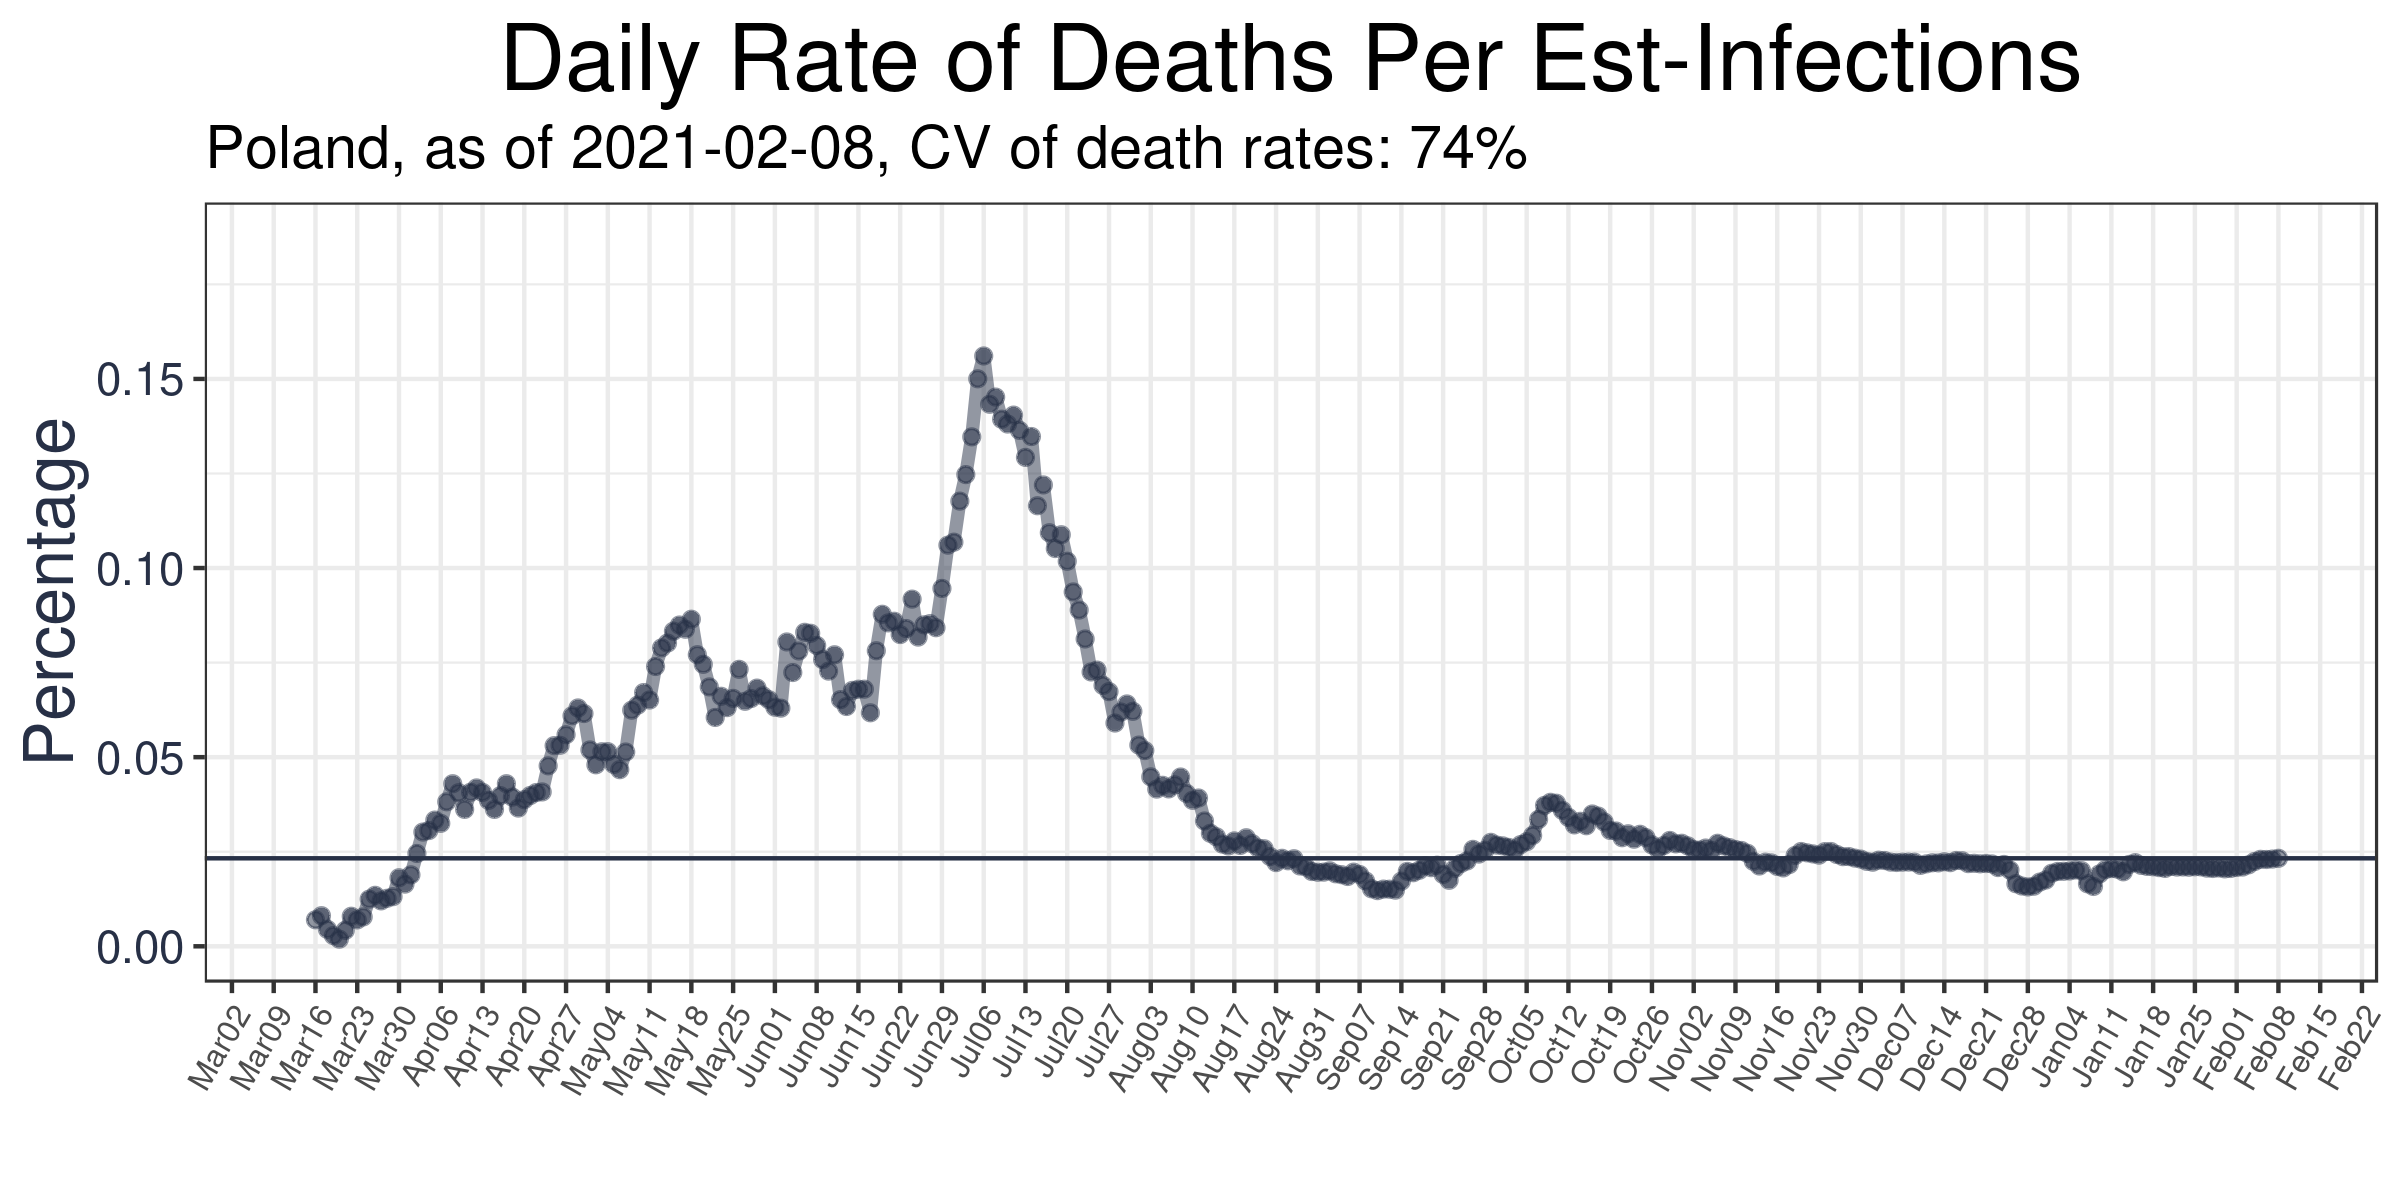 Daily Rate of Deaths Per Est-Infections
Poland, as of 2021-02-08, CV of death rates: 74%
Percentage
0.15
0.10
0.05
0.00
Mar02
Mar09
Mar16
Mar23
Mar30
Apr06
Apr13
Apr20
Apr27
May04
May11
May18
May25
Jun01
Jun08
Jun15
Jun22
Jun29
Jul06
Jul13
Jul20
Jul27
Aug03
Aug10
Aug17
Aug24
Aug31
Sep07
Sep14
Sep21
Sep28
Oct05
Oct12
Oct19
Oct26
Nov02
Nov09
Nov16
Nov23
Nov30
Dec07
Dec14
Dec21
Dec28
Jan04
Jan11
Jan18
Jan25
Feb01
Feb08
Feb15
Feb22